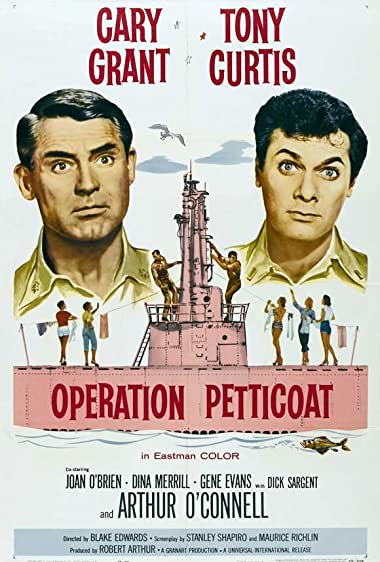 CARY GRANT
TONY CURTIS
OPERATION PETTICOAT
in Eastman COLOR
Co-starring
JOAN O'BRIEN • DINA MERRILL • GENE EVANS with DICK SARGENT
and ARTHUR O'CONNELL
Directed by BLAKE EDWARDS • Screenplay by STANLEY SHAPIRO and MAURICE RICHLIN
Produced by ROBERT ARTHUR • A GRANART PRODUCTION • A UNIVERSAL-INTERNATIONAL RELEASE